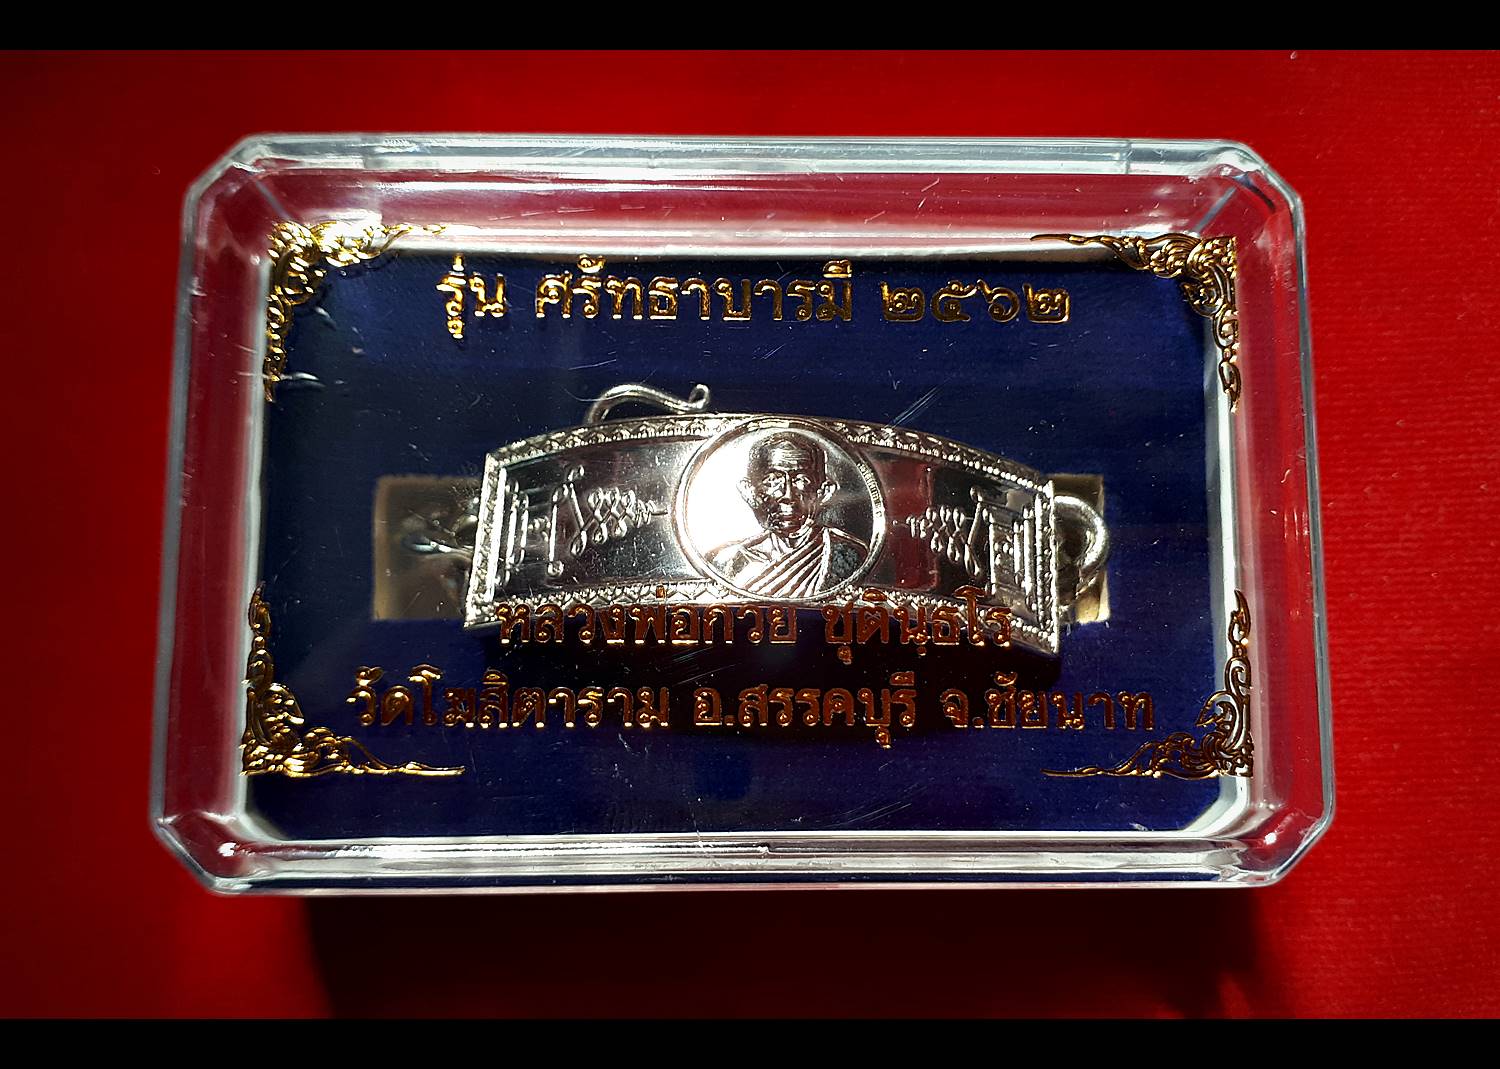 รุ่น ศรัทธาบารมี ๒๕๖๒
หลวงพ่อกวย ชุตินฺธโร
วัดโฆสิตาราม อ.สรรคบุรี จ.ชัยนาท